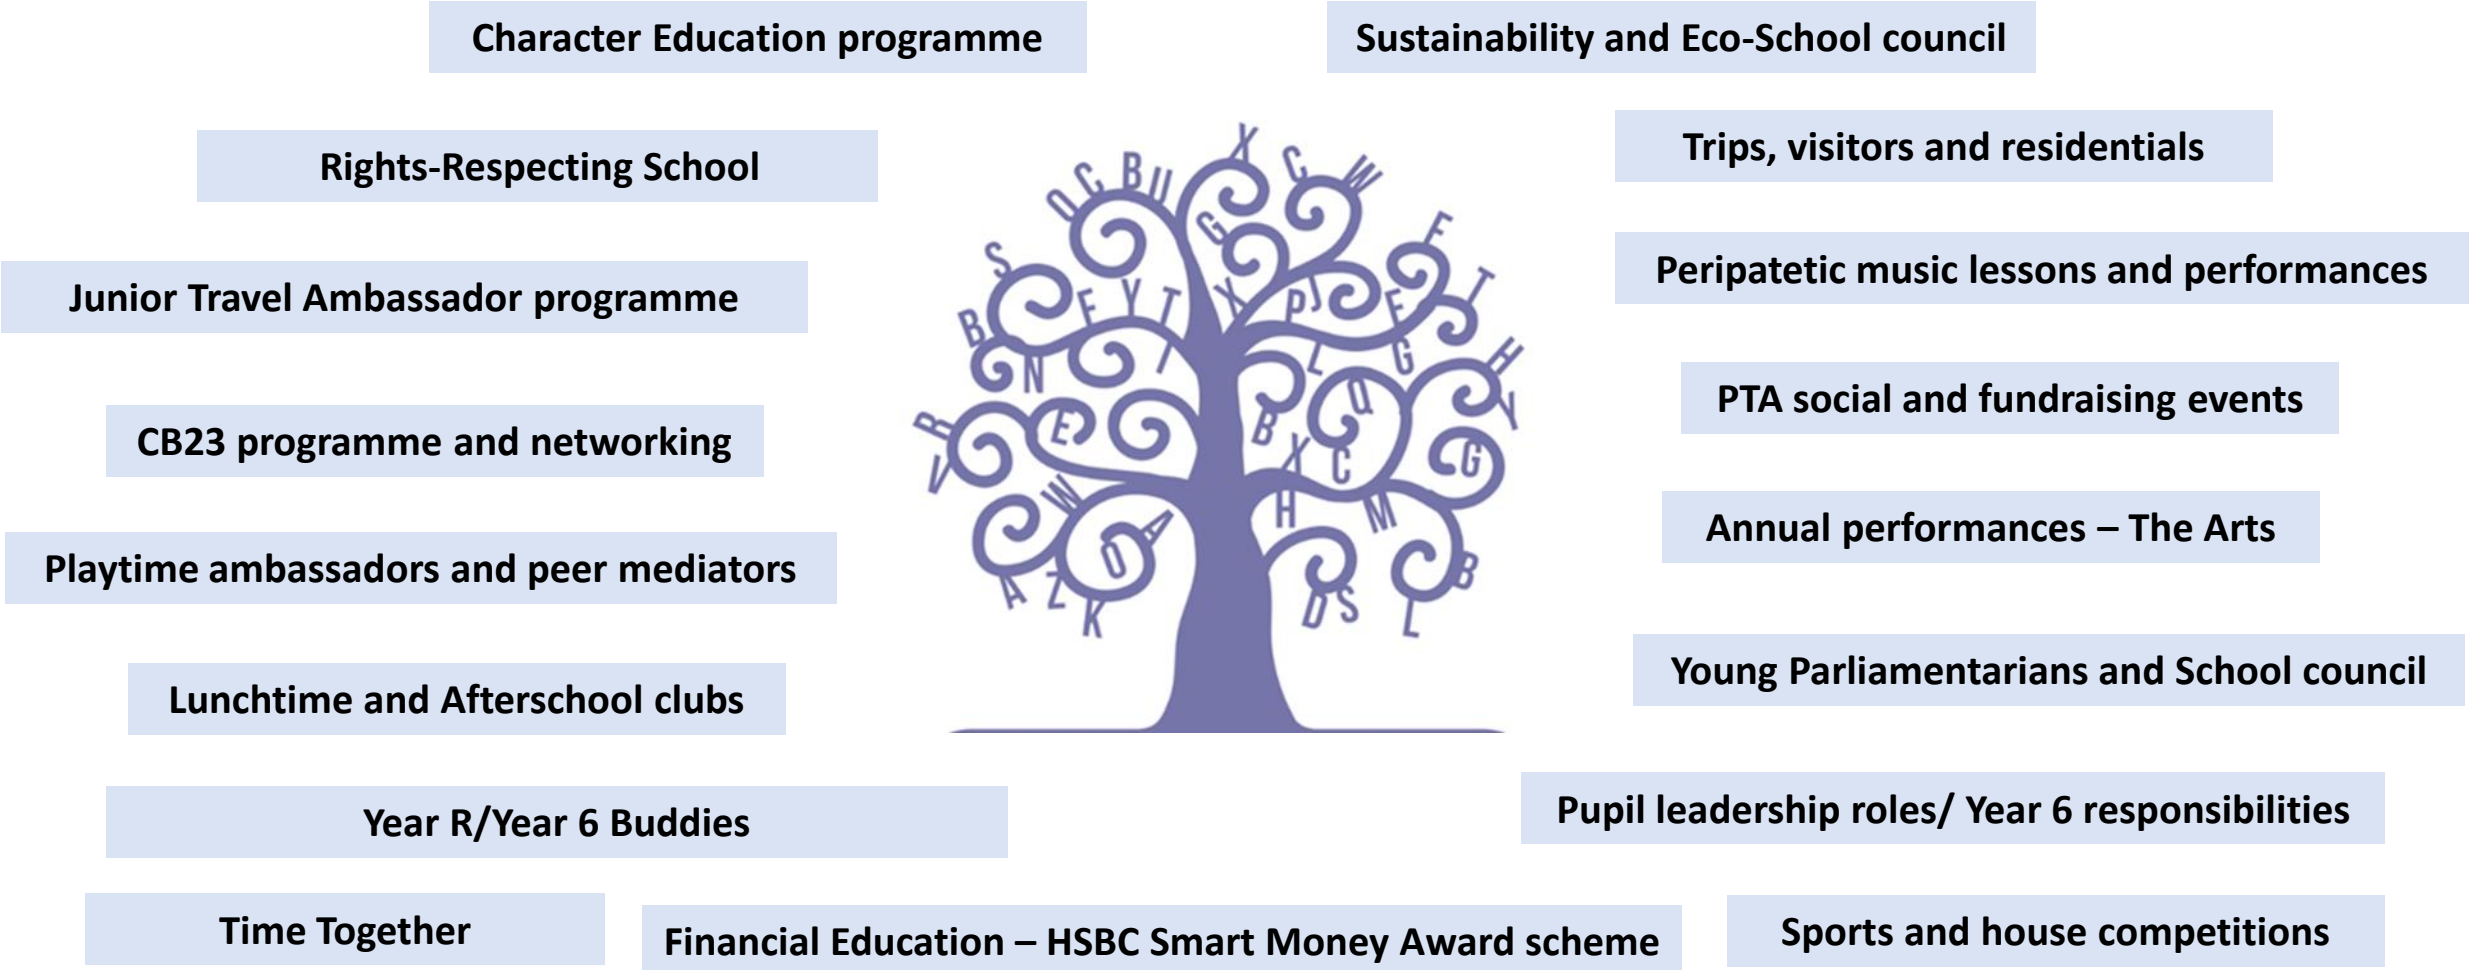 Character Education programme
Sustainability and Eco-School council
Rights-Respecting School
Trips, visitors and residentials
Junior Travel Ambassador programme
Peripatetic music lessons and performances
CB23 programme and networking
PTA social and fundraising events
Playtime ambassadors and peer mediators
Annual performances – The Arts
Lunchtime and Afterschool clubs
Young Parliamentarians and School council
Year R/Year 6 Buddies
Pupil leadership roles/ Year 6 responsibilities
Time Together
Financial Education – HSBC Smart Money Award scheme
Sports and house competitions